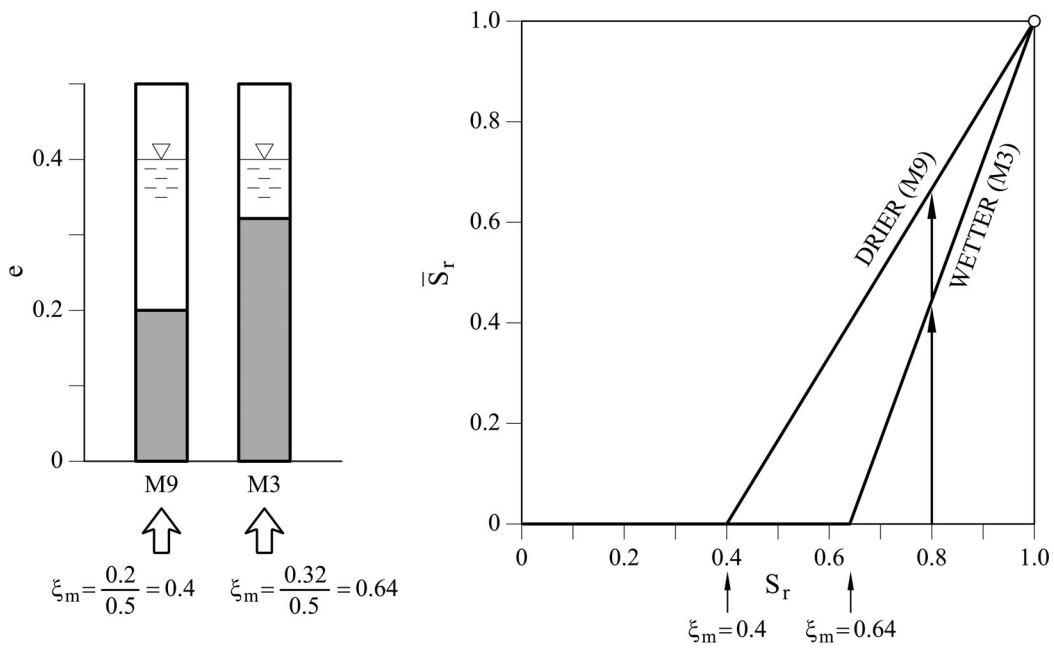 0.4
0.2
0
e
M9
M3
ξm = 0.2/0.5 = 0.4
ξm = 0.32/0.5 = 0.64
1.0
0.8
0.6
0.4
0.2
0
S̄r
DRIER (M9)
WETTER (M3)
0
0.2
0.4
0.6
0.8
1.0
Sr
ξm=0.4
ξm=0.64